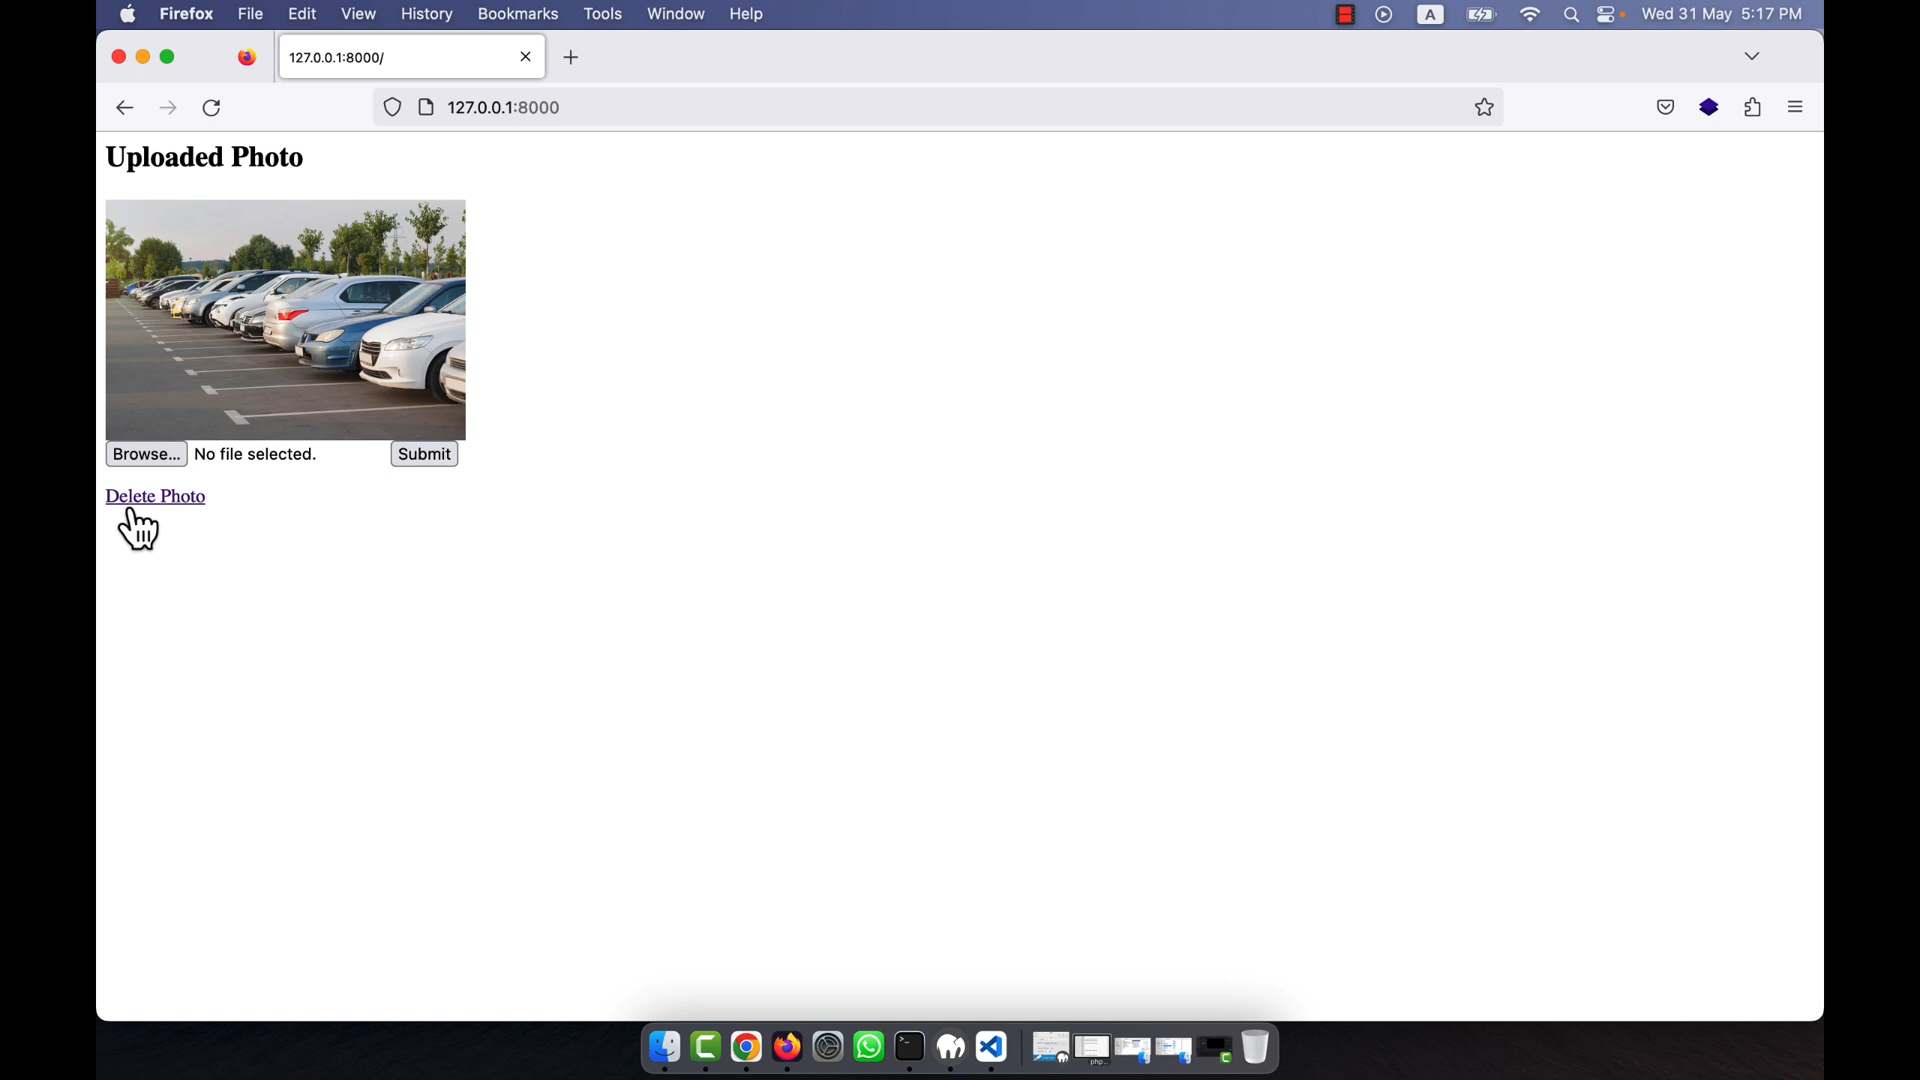 Firefox File Edit View History Bookmarks Tools Window Help A Wed 31 May 5:17 PM
127.0.0.1:8000/
127.0.0.1:8000
Uploaded Photo
Browse... No file selected. Submit
Delete Photo
php